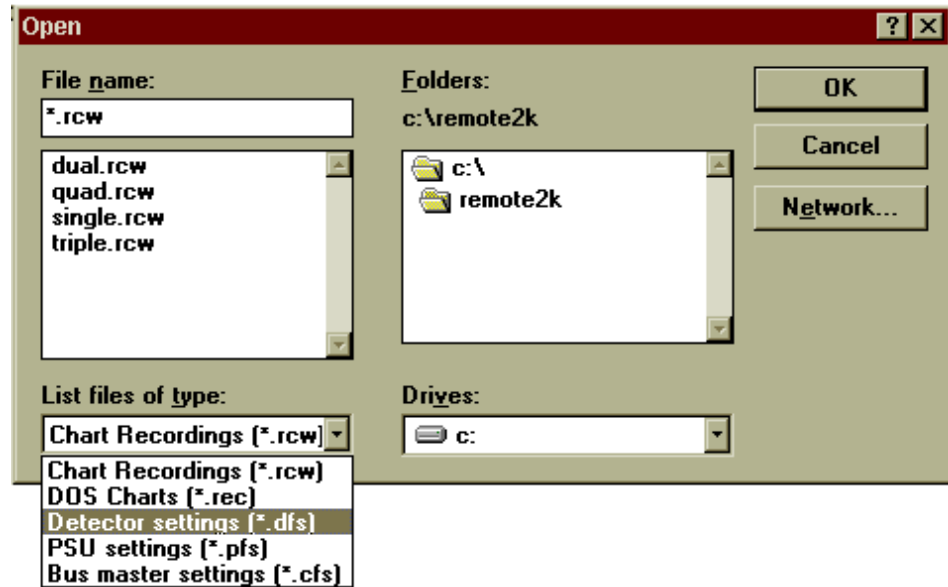 Open
File name:
*.rcw
dual.rcw
quad.rcw
single.rcw
triple.rcw
List files of type:
Chart Recordings (*.rcw)
Chart Recordings (*.rcw)
DOS Charts (*.rec)
Detector settings (*.dfs)
PSU settings (*.pfs)
Bus master settings (*.cfs)
Folders:
c:\remote2k
c:\
remote2k
Drives:
c:
OK
Cancel
Network...